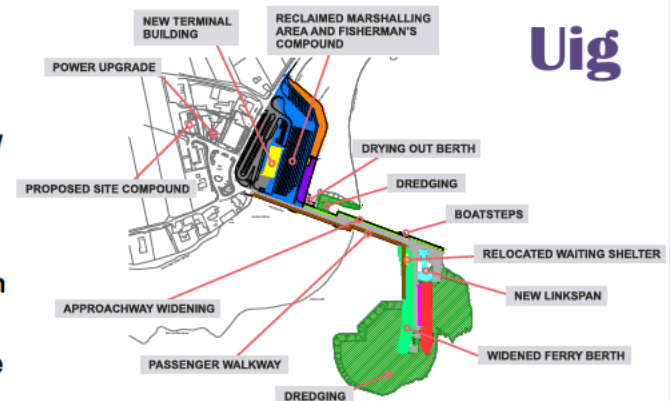 NEW TERMINAL
BUILDING
RECLAIMED MARSHALLING
AREA AND FISHERMAN'S
COMPOUND
Uig
POWER UPGRADE
DRYING OUT BERTH
PROPOSED SITE COMPOUND
DREDGING
BOATSTEPS
RELOCATED WAITING SHELTER
NEW LINKSPAN
APPROACHWAY WIDENING
WIDENED FERRY BERTH
PASSENGER WALKWAY
DREDGING